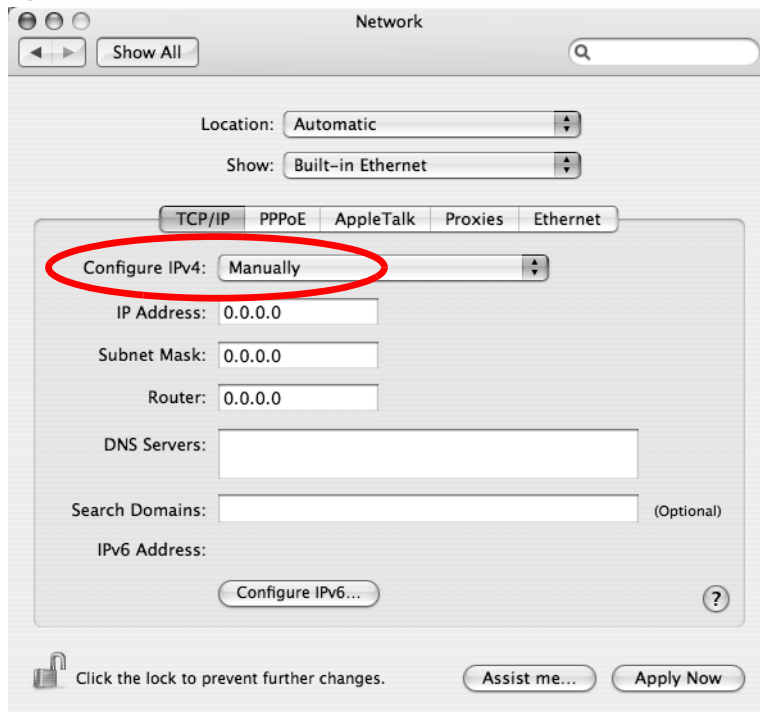 Network
Show All
Location: Automatic
Show: Built-in Ethernet
TCP/IP PPPoE AppleTalk Proxies Ethernet
Configure IPv4: Manually
IP Address: 0.0.0.0
Subnet Mask: 0.0.0.0
Router: 0.0.0.0
DNS Servers:
Search Domains: (Optional)
IPv6 Address:
Configure IPv6...
?
Click the lock to prevent further changes. Assist me... Apply Now